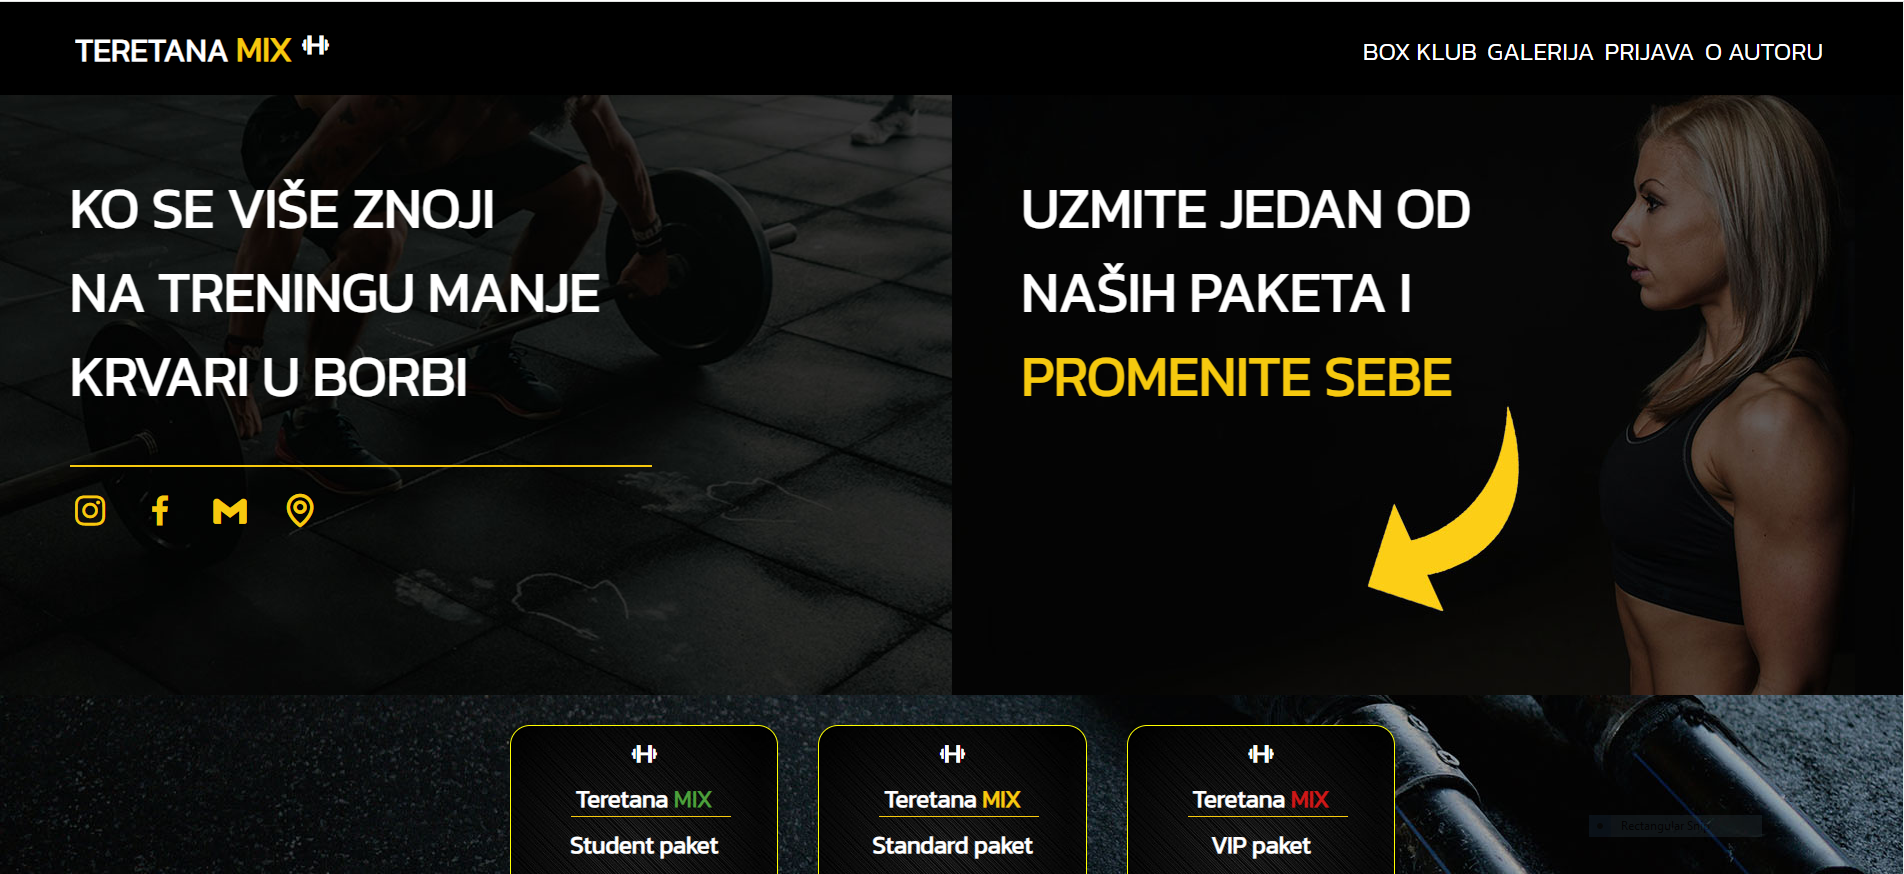 TERETANA MIX
BOX KLUB GALERIJA PRIJAVA O AUTORU
KO SE VIŠE ZNOJI
NA TRENINGU MANJE
KRVARI U BORBI
UZMITE JEDAN OD
NAŠIH PAKETA I
PROMENITE SEBE
Teretana MIX
Student paket
Teretana MIX
Standard paket
Teretana MIX
VIP paket
Rectangular